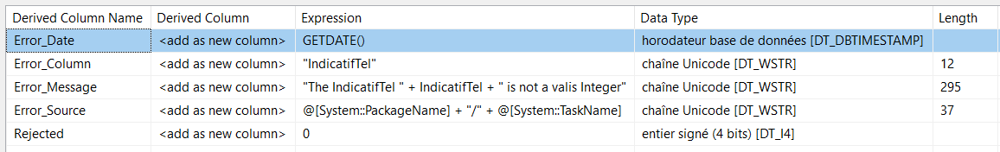 Derived Column Name Derived Column Expression Data Type Length
Error_Date <add as new column> GETDATE() horodateur base de données [DT_DBTIMESTAMP]
Error_Column <add as new column> "IndicatifTel" chaîne Unicode [DT_WSTR] 12
Error_Message <add as new column> "The IndicatifTel " + IndicatifTel + " is not a valis Integer" chaîne Unicode [DT_WSTR] 295
Error_Source <add as new column> @[System::PackageName] + "/" + @[System::TaskName] chaîne Unicode [DT_WSTR] 37
Rejected <add as new column> 0 entier signé (4 bits) [DT_I4]